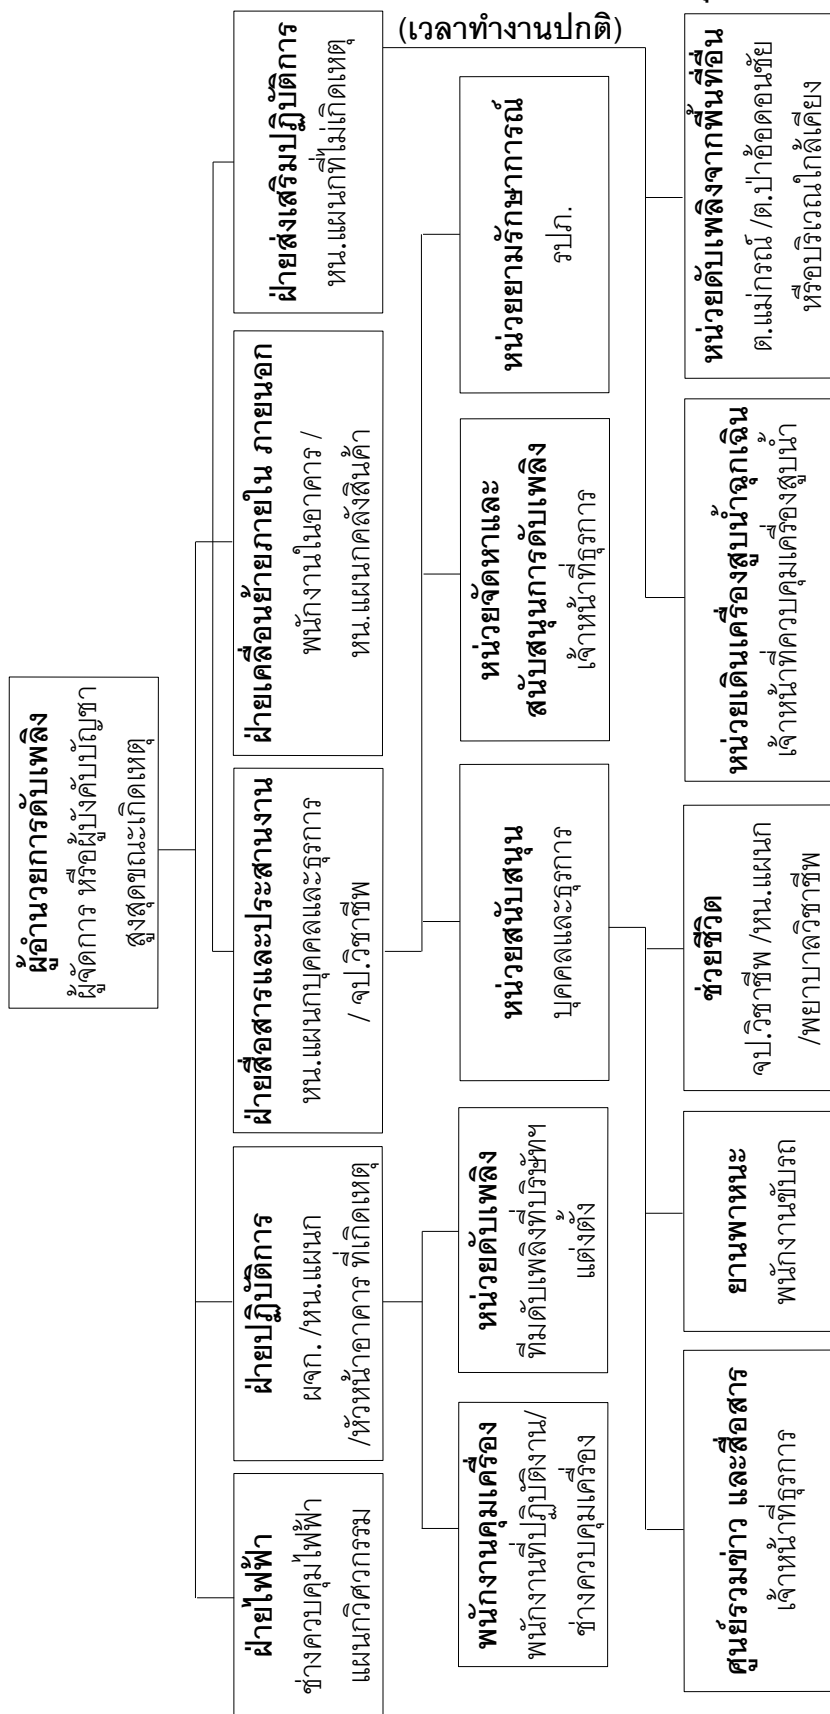 (เวลาทำงานปกติ)
ผู้อำนวยการดับเพลิง
ผู้จัดการ หรือผู้บังคับบัญชา
สูงสุดขณะเกิดเหตุ
ฝ่ายไฟฟ้า
ช่างควบคุมไฟฟ้า
แผนกวิศวกรรม
ฝ่ายปฏิบัติการ
ผจก. /หน.แผนก
/หัวหน้าอาคาร ที่เกิดเหตุ
ฝ่ายสื่อสารและประสานงาน
หน.แผนกบุคคลและธุรการ
/ จป.วิชาชีพ
ฝ่ายเคลื่อนย้ายภายใน ภายนอก
พนักงานในอาคาร /
หน.แผนกคลังสินค้า
ฝ่ายส่งเสริมปฏิบัติการ
หน.แผนกที่ไม่เกิดเหตุ
พนักงานคุมเครื่อง
พนักงานที่ปฏิบัติงาน/
ช่างควบคุมเครื่อง
หน่วยดับเพลิง
ทีมดับเพลิงที่บริษัทฯ
แต่งตั้ง
หน่วยสนับสนุน
บุคคลและธุรการ
หน่วยจัดหาและ
สนับสนุนการดับเพลิง
เจ้าหน้าที่ธุรการ
หน่วยยามรักษาการณ์
รปภ.
ศูนย์รวมข่าว และสื่อสาร
เจ้าหน้าที่ธุรการ
ยานพาหนะ
พนักงานขับรถ
ช่วยชีวิต
จป.วิชาชีพ /หน.แผนก
/พยาบาลวิชาชีพ
หน่วยเดินเครื่องสูบน้ำฉุกเฉิน
เจ้าหน้าที่ควบคุมเครื่องสูบน้ำ
หน่วยดับเพลิงจากพื้นที่อื่น
ต.แม่กรณ์ /ต.ป่าอ้อดอนชัย
หรือบริเวณใกล้เคียง